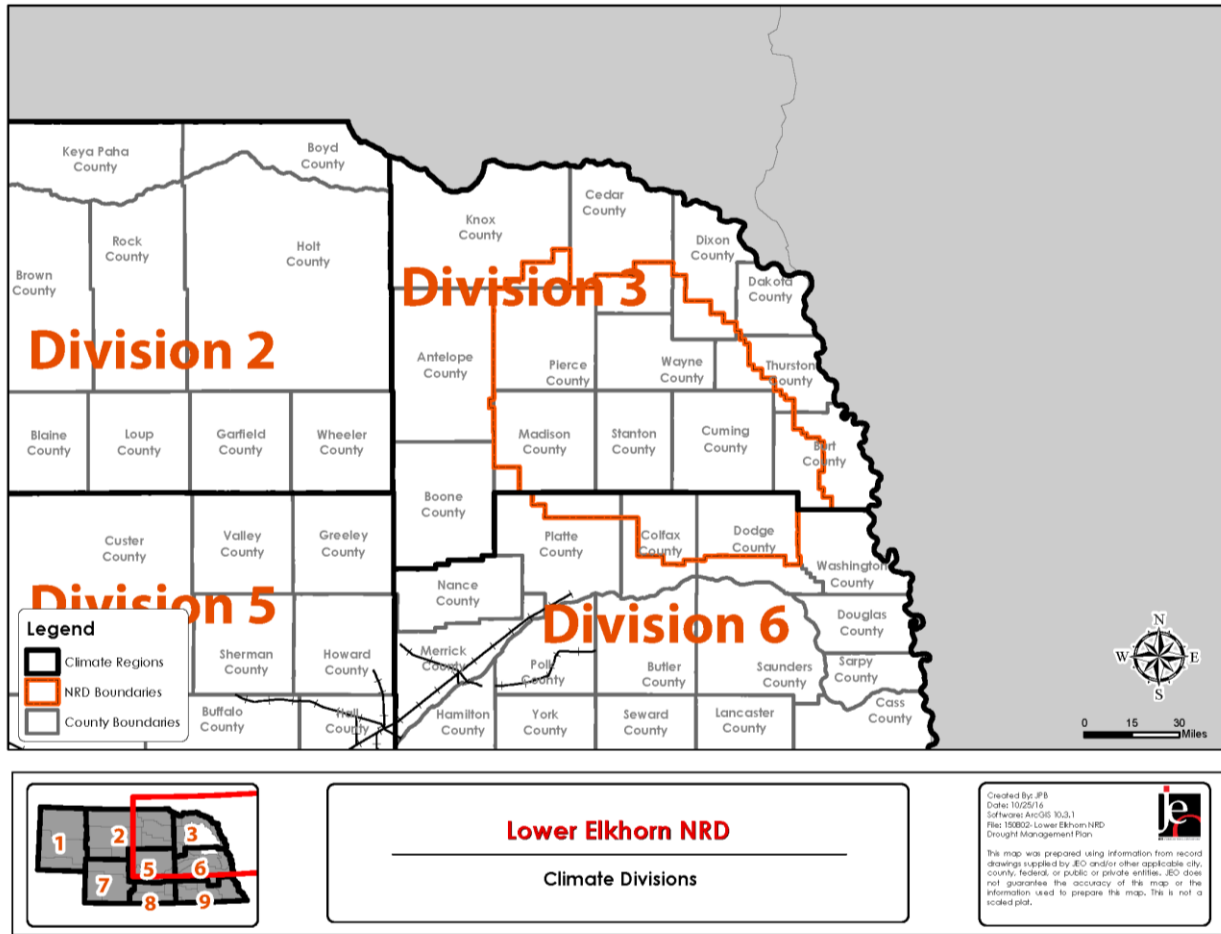 Keya Paha
County
Boyd
County
Knox
County
Cedar
County
Rock
County
Holt
County
Dixon
County
Brown
County
Dakota
County
Division 3
Division 2
Antelope
County
Pierce
County
Wayne
County
Thurston
County
Blaine
County
Loup
County
Garfield
County
Wheeler
County
Madison
County
Stanton
County
Cuming
County
Burt
County
Boone
County
Custer
County
Valley
County
Greeley
County
Platte
County
Colfax
County
Dodge
County
Washington
County
Nance
County
Division 5
Division 6
Douglas
County
Legend
Climate Regions
NRD Boundaries
County Boundaries
Sherman
County
Howard
County
Merrick
County
Polk
County
Butler
County
Saunders
County
Sarpy
County
Cass
County
Buffalo
County
Hall
County
Hamilton
County
York
County
Seward
County
Lancaster
County
N
W E
S
0 15 30
Miles
1
2
3
5
6
7
8
9
Lower Elkhorn NRD
Climate Divisions
Created By: JPB
Date: 10/25/16
Software: ArcGIS 10.3.1
File: 150802- Lower Elkhorn NRD
Drought Management Plan
This map was prepared using information from record
drawings supplied by JEO and/or other applicable city,
county, federal, or public or private entities. JEO does
not guarantee the accuracy of this map or the
information used to prepare this map. This is not a
scaled plat.